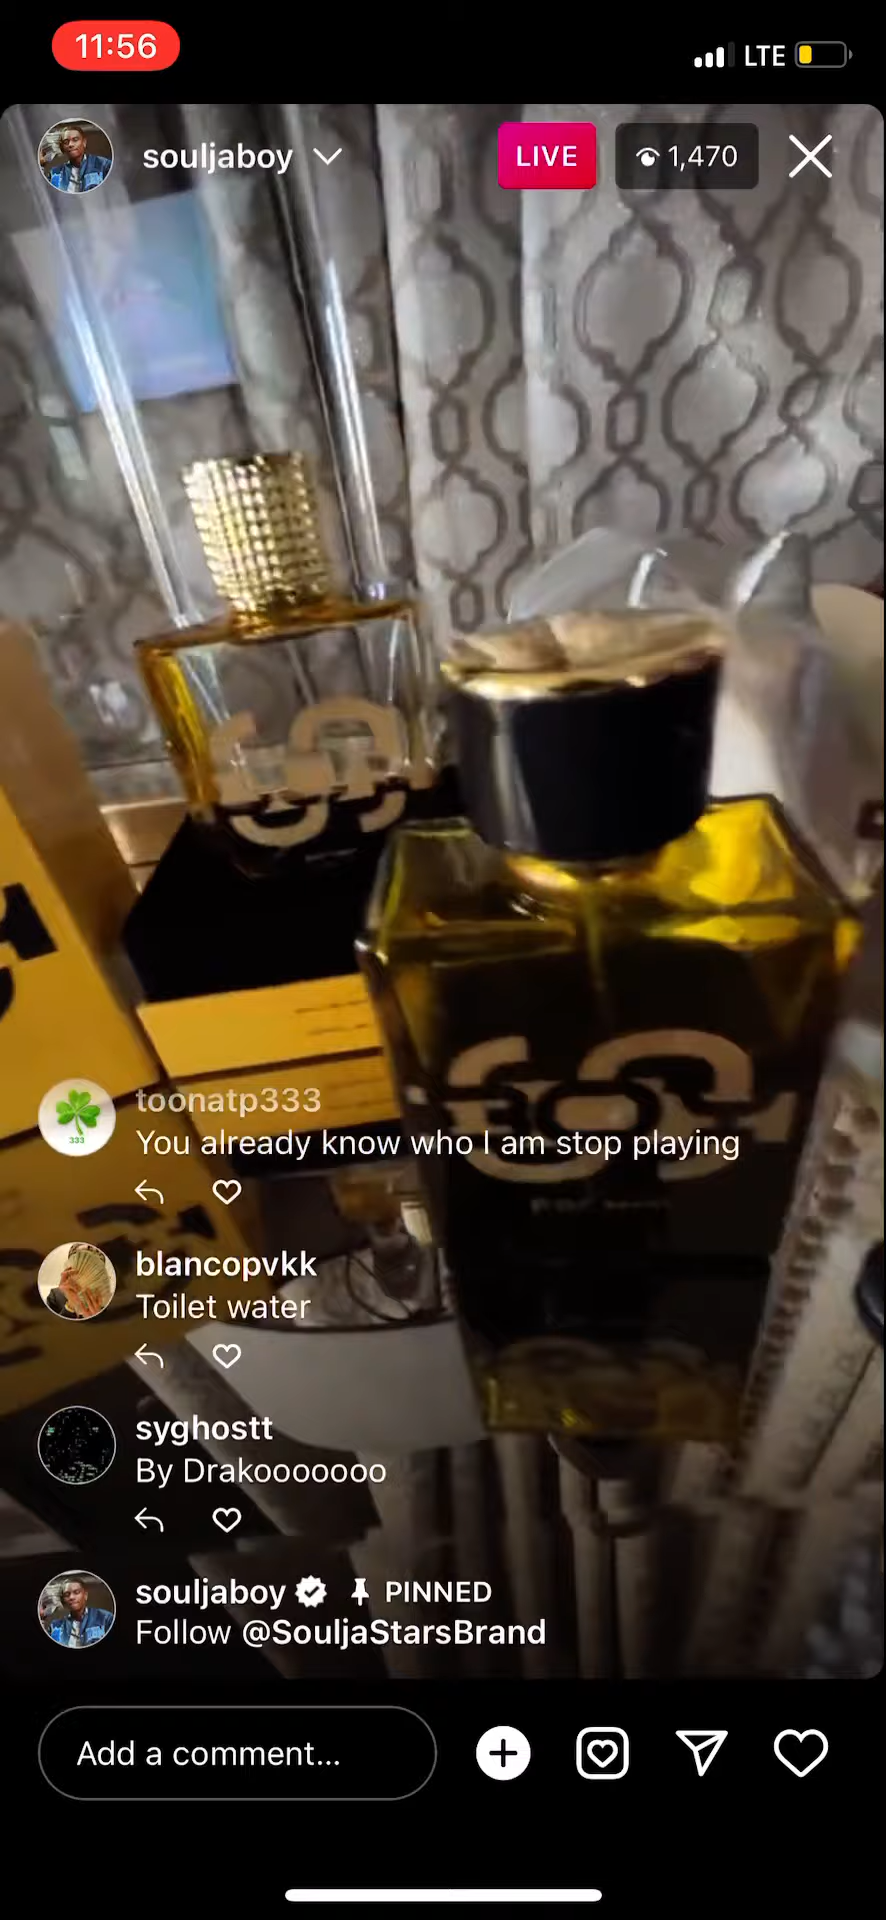 11:56
LTE
souljaboy
LIVE
1,470
toonatp333
You already know who I am stop playing
blancopvkk
Toilet water
syghostt
By Drakooooooo
souljaboy PINNED
Follow @SouljaStarsBrand
Add a comment...